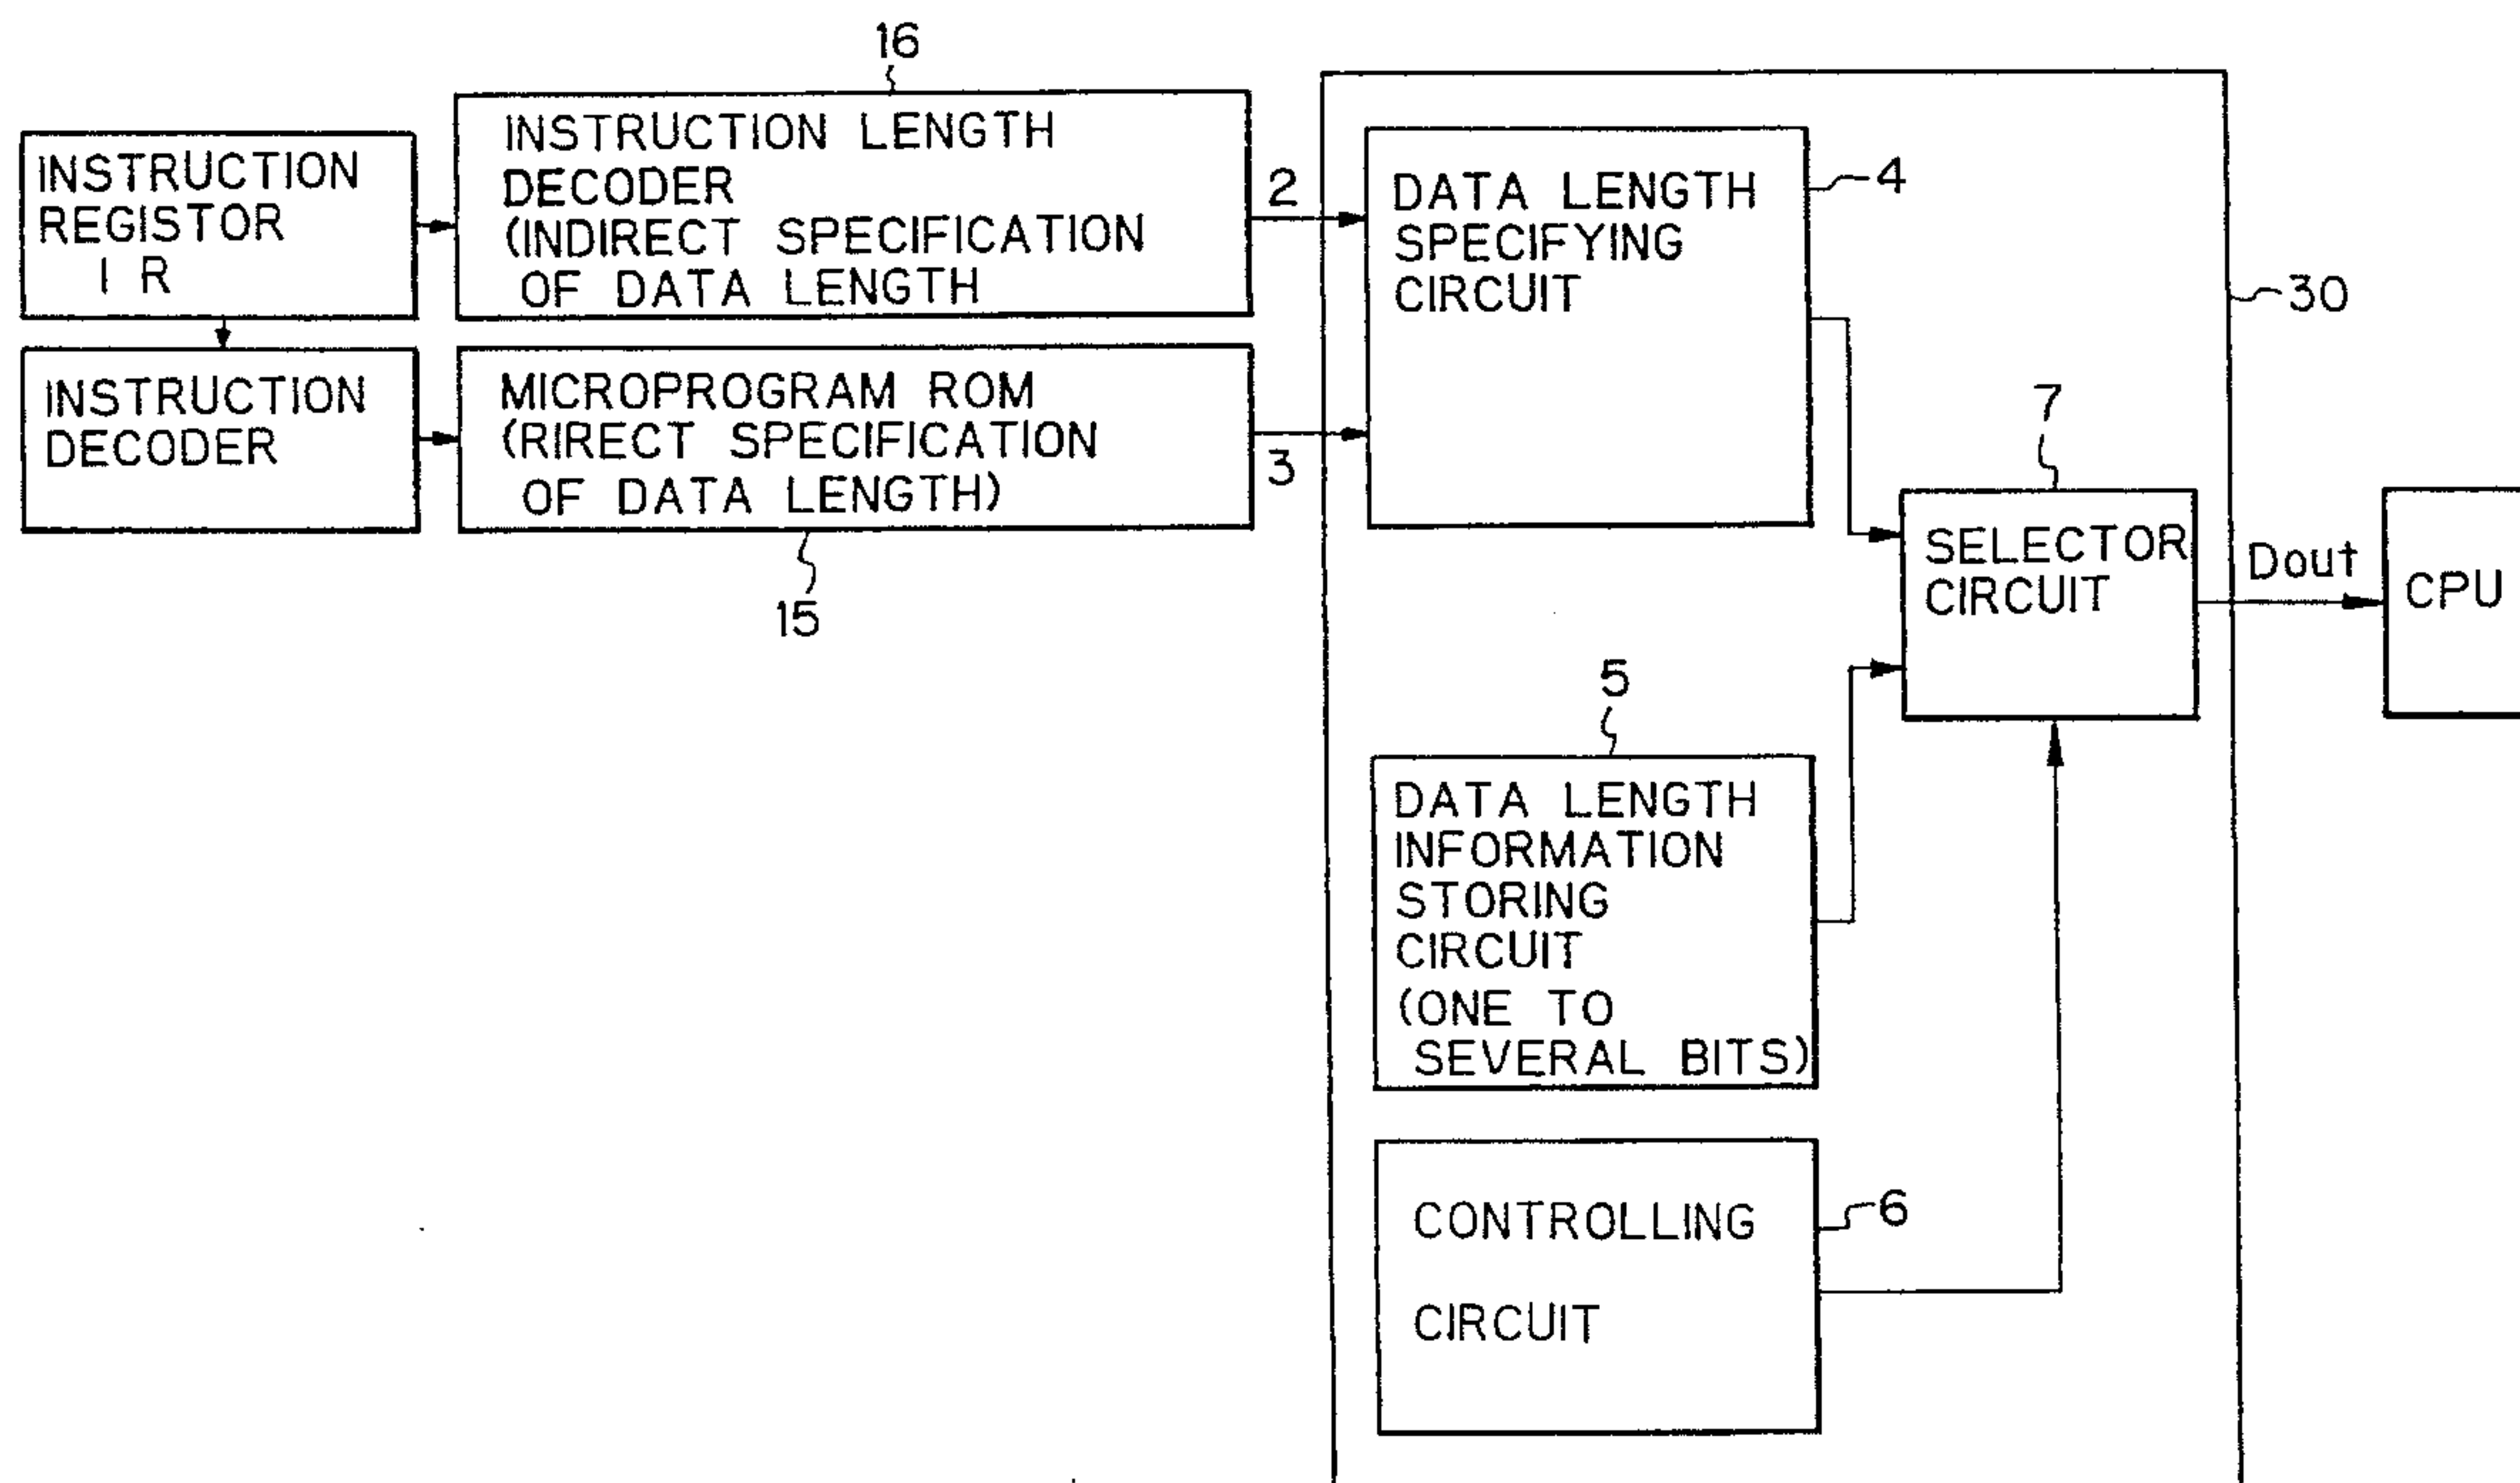 16
INSTRUCTION
REGISTOR
I R
INSTRUCTION LENGTH
DECODER
(INDIRECT SPECIFICATION
OF DATA LENGTH
2
DATA LENGTH
SPECIFYING
CIRCUIT
4
30
INSTRUCTION
DECODER
MICROPROGRAM ROM
(RIRECT SPECIFICATION
OF DATA LENGTH)
3
15
7
SELECTOR
CIRCUIT
Dout
CPU
5
DATA LENGTH
INFORMATION
STORING
CIRCUIT
(ONE TO
SEVERAL BITS)
CONTROLLING
CIRCUIT
6